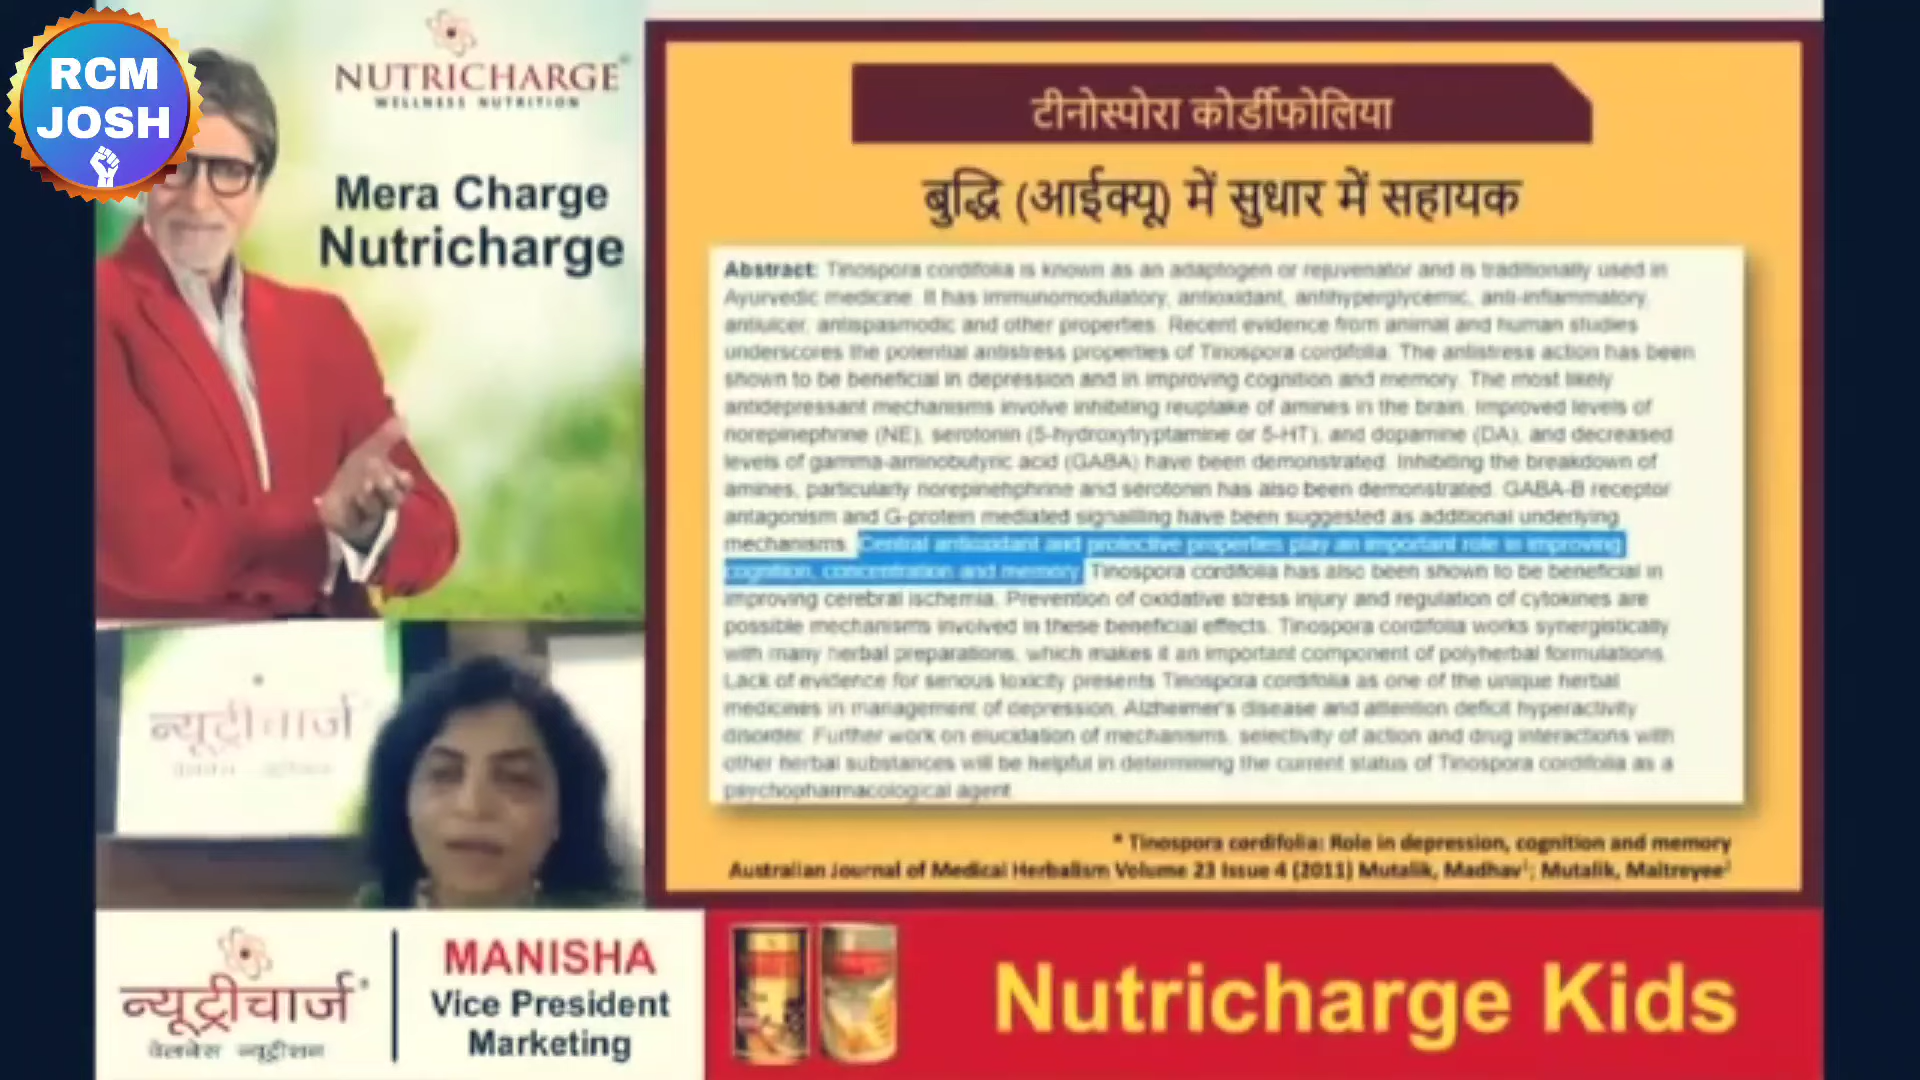 RCM
JOSH
NUTRICHARGE
WELLNESS NUTRITION
Mera Charge
Nutricharge
टीनोस्पोरा कोर्डीफोलिया
बुद्धि (आईक्यू) में सुधार में सहायक
Abstract: Tinospora cordifolia is known as an adaptogen or rejuvenator and is traditionally used in
Ayurvedic medicine. It has immunomodulatory, antioxidant, antihyperglycemic, anti-inflammatory,
antiulcer, antispasmodic and other properties. Recent evidence from animal and human studies
underscores the potential antistress properties of Tinospora cordifolia. The antistress action has been
shown to be beneficial in depression and in improving cognition and memory. The most likely
antidepressant mechanisms involve inhibiting reuptake of amines in the brain. Improved levels of
norepinephrine (NE), serotonin (5-hydroxytryptamine or 5-HT), and dopamine (DA), and decreased
levels of gamma-aminobutyric acid (GABA) have been demonstrated. Inhibiting the breakdown of
amines, particularly norepinehphrine and serotonin has also been demonstrated. GABA-B receptor
antagonism and G-protein mediated signalling have been suggested as additional underlying
mechanisms. Central antioxidant and protective properties play an important role in improving
cognition, concentration and memory. Tinospora cordifolia has also been shown to be beneficial in
improving cerebral ischemia. Prevention of oxidative stress injury and regulation of cytokines are
possible mechanisms involved in these beneficial effects. Tinospora cordifolia works synergistically
with many herbal preparations, which makes it an important component of polyherbal formulations.
Lack of evidence for serious toxicity presents Tinospora cordifolia as one of the unique herbal
medicines in management of depression, Alzheimer's disease and attention deficit hyperactivity
disorder. Further work on elucidation of mechanisms, selectivity of action and drug interactions with
other herbal substances will be helpful in determining the current status of Tinospora cordifolia as a
psychopharmacological agent.
* Tinospora cordifolia: Role in depression, cognition and memory
Australian Journal of Medical Herbalism Volume 23 Issue 4 (2011) Mutalik, Madhav¹; Mutalik, Maitreyee²
न्यूट्रीचार्ज
न्यूट्रीचार्ज
वेलनेस न्यूट्रीशन
MANISHA
Vice President
Marketing
Nutricharge Kids